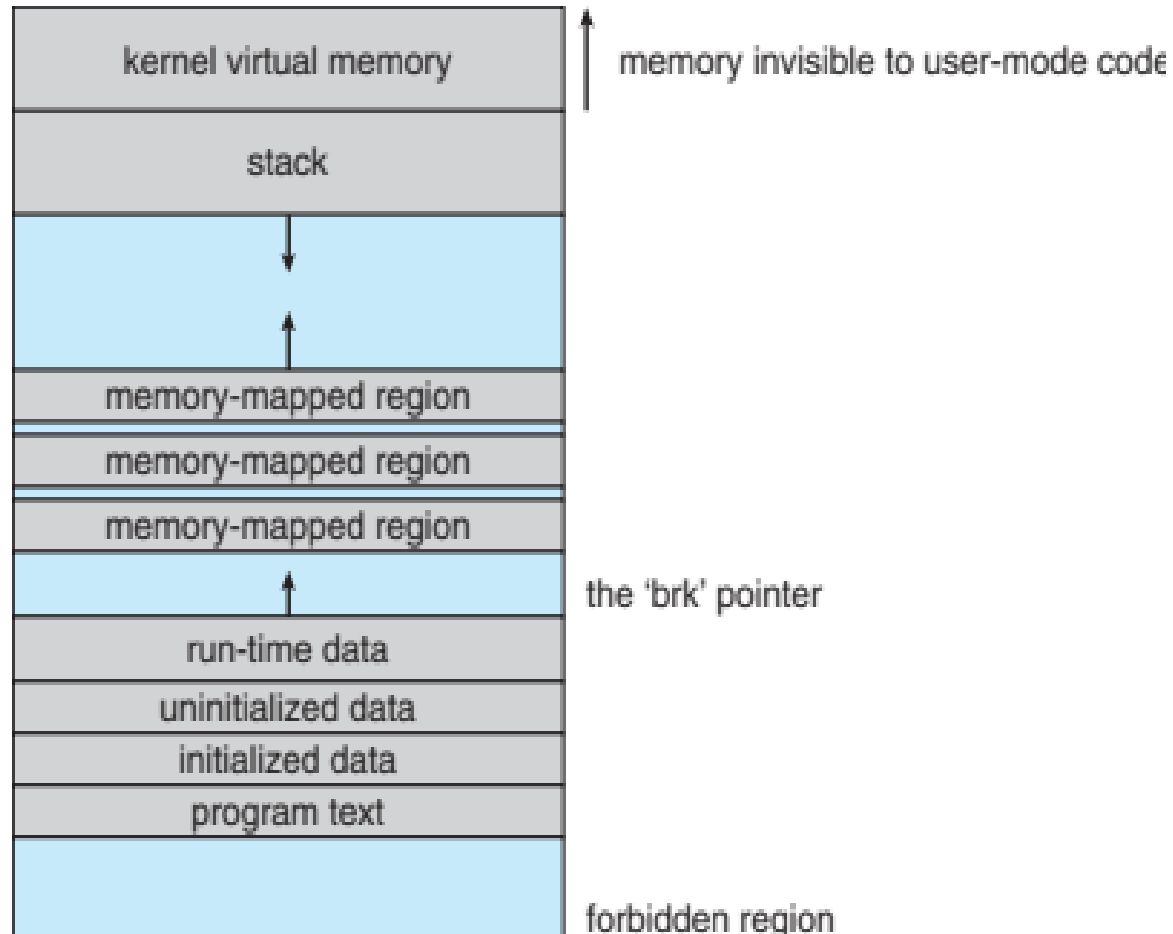 kernel virtual memory
memory invisible to user-mode code
stack
memory-mapped region
memory-mapped region
memory-mapped region
the ‘brk’ pointer
run-time data
uninitialized data
initialized data
program text
forbidden region